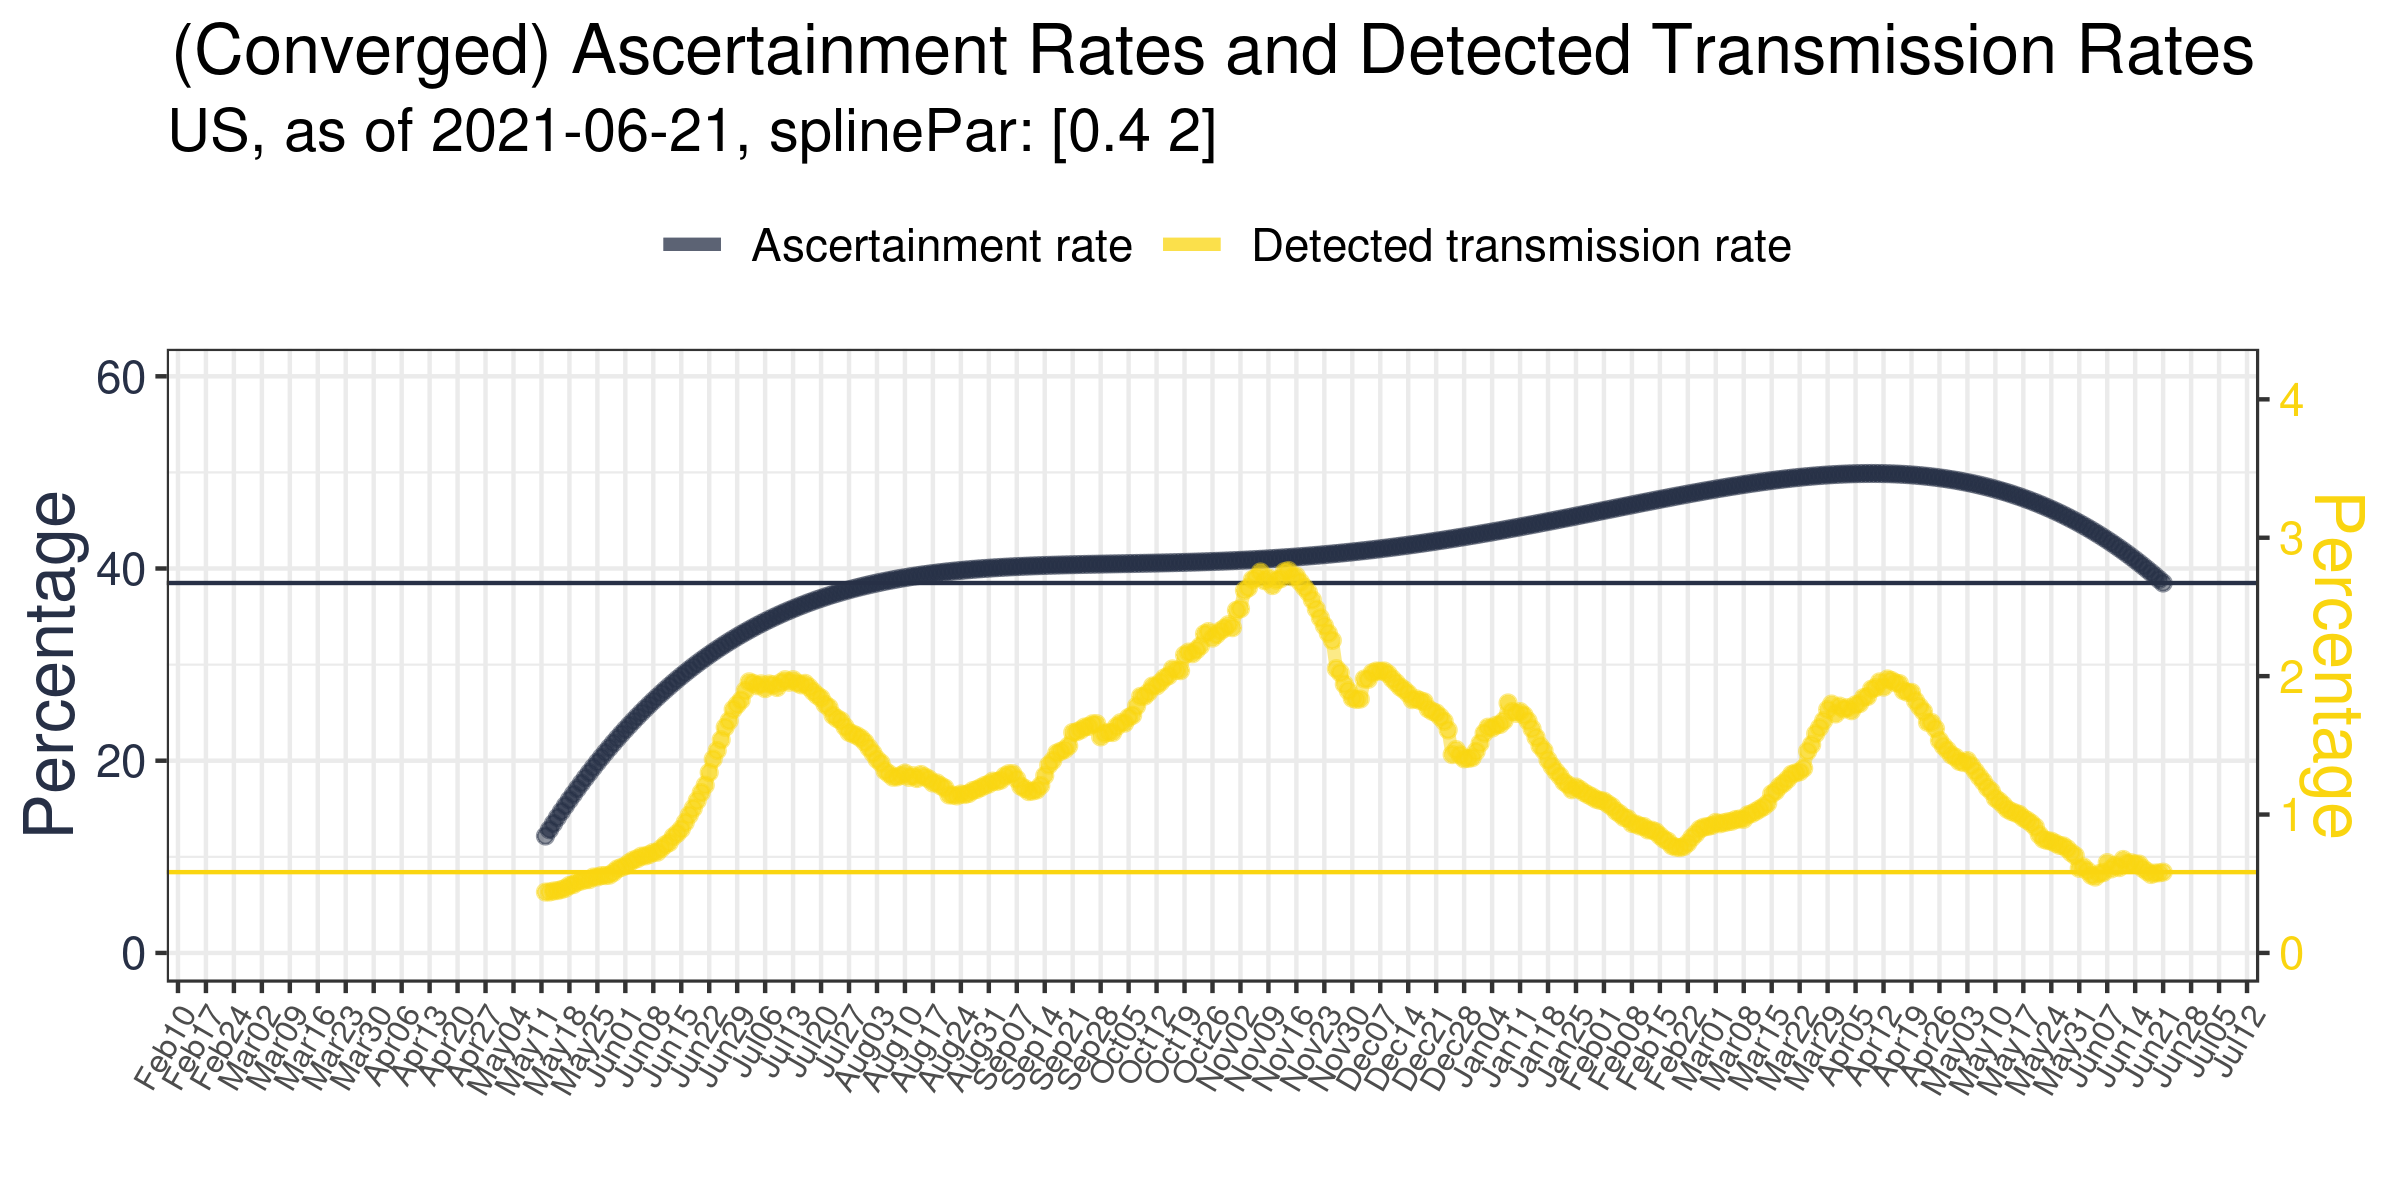 (Converged) Ascertainment Rates and Detected Transmission Rates
US, as of 2021-06-21, splinePar: [0.4 2]
Ascertainment rate
Detected transmission rate
Percentage
60
40
20
0
4
3
2
1
0
Percentage
Feb10
Feb17
Feb24
Mar02
Mar09
Mar16
Mar23
Mar30
Apr06
Apr13
Apr20
Apr27
May04
May11
May18
May25
Jun01
Jun08
Jun15
Jun22
Jun29
Jul06
Jul13
Jul20
Jul27
Aug03
Aug10
Aug17
Aug24
Aug31
Sep07
Sep14
Sep21
Sep28
Oct05
Oct12
Oct19
Oct26
Nov02
Nov09
Nov16
Nov23
Nov30
Dec07
Dec14
Dec21
Dec28
Jan04
Jan11
Jan18
Jan25
Feb01
Feb08
Feb15
Feb22
Mar01
Mar08
Mar15
Mar22
Mar29
Apr05
Apr12
Apr19
Apr26
May03
May10
May17
May24
May31
Jun07
Jun14
Jun21
Jun28
Jul05
Jul12